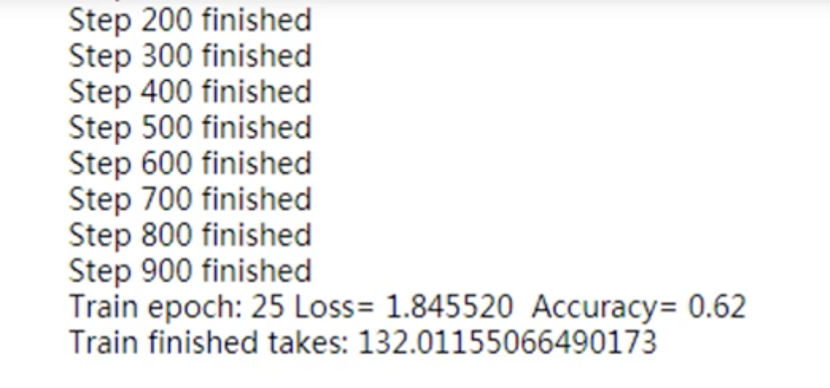 Step 200 finished
Step 300 finished
Step 400 finished
Step 500 finished
Step 600 finished
Step 700 finished
Step 800 finished
Step 900 finished
Train epoch: 25 Loss= 1.845520  Accuracy= 0.62
Train finished takes: 132.01155066490173